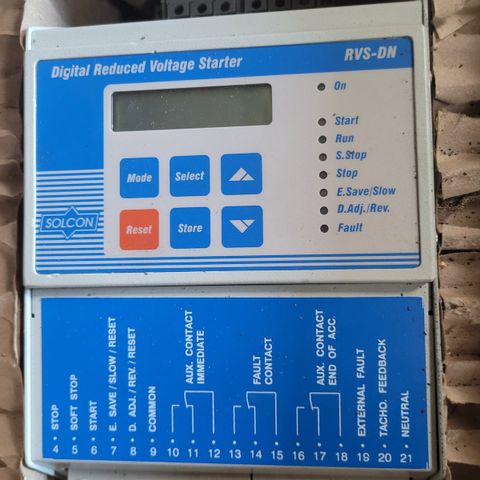 Digital Reduced Voltage Starter
RVS-DN
On
Start
Run
S.Stop
Stop
E.Save/Slow
D.Adj./Rev.
Fault
Mode
Select
Reset
Store
SOLCON
4 • STOP
5 • SOFT STOP
6 • START
7 • E. SAVE / SLOW / RESET
8 • D. ADJ. / REV. / RESET
9 • COMMON
10 •
11 •
12 •
AUX. CONTACT
IMMEDIATE
13 •
14 •
15 •
FAULT
CONTACT
16 •
17 •
18 •
AUX. CONTACT
END OF ACC.
19 • EXTERNAL FAULT
20 • TACHO. FEEDBACK
21 • NEUTRAL